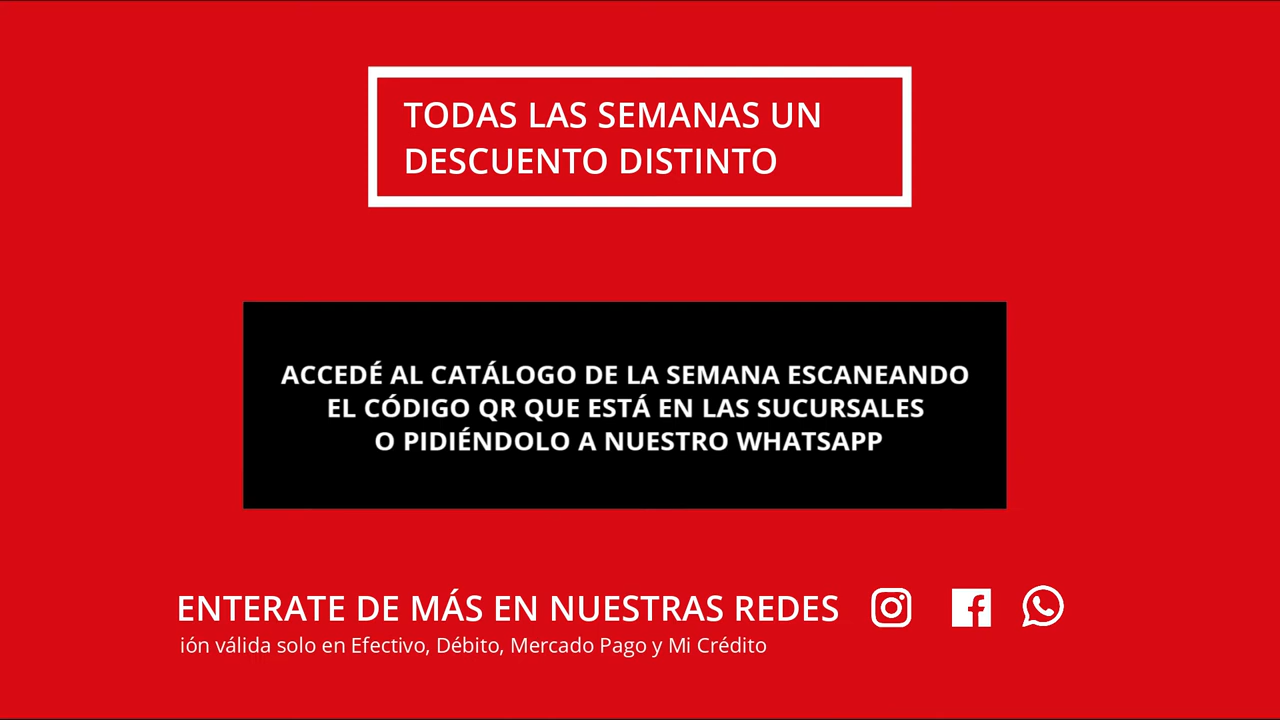 TODAS LAS SEMANAS UN
DESCUENTO DISTINTO
ACCEDÉ AL CATÁLOGO DE LA SEMANA ESCANEANDO
EL CÓDIGO QR QUE ESTÁ EN LAS SUCURSALES
O PIDIÉNDOLO A NUESTRO WHATSAPP
ENTERATE DE MÁS EN NUESTRAS REDES
ión válida solo en Efectivo, Débito, Mercado Pago y Mi Crédito